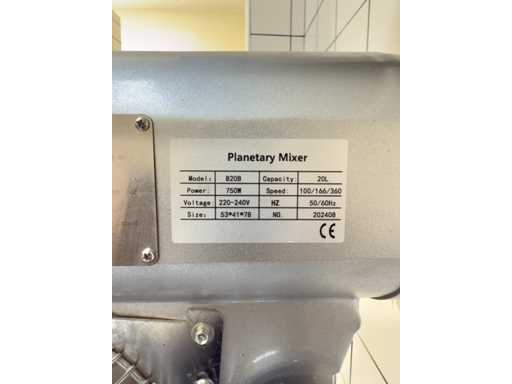 Planetary Mixer
Model: B20B Capacity: 20L
Power: 750W Speed: 100/166/360
Voltage: 220-240V HZ 50/60Hz
Size: 53*41*78 NO. 202408
CE